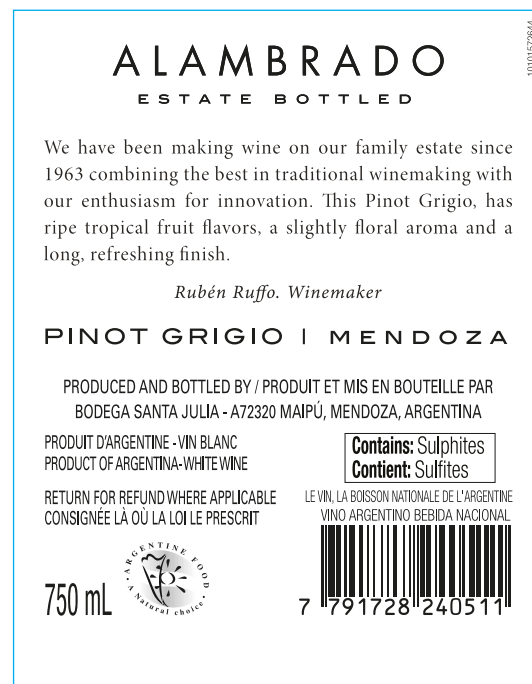 1010157264​4
ALAMBRADO
ESTATE BOTTLED
We have been making wine on our family estate since
1963 combining the best in traditional winemaking with
our enthusiasm for innovation. This Pinot Grigio, has
ripe tropical fruit flavors, a slightly floral aroma and a
long, refreshing finish.
Rubén Ruffo. Winemaker
PINOT GRIGIO | MENDOZA
PRODUCED AND BOTTLED BY / PRODUIT ET MIS EN BOUTEILLE PAR
BODEGA SANTA JULIA - A72320 MAIPÚ, MENDOZA, ARGENTINA
PRODUIT D'ARGENTINE - VIN BLANC
PRODUCT OF ARGENTINA- WHITE WINE
Contains: Sulphites
Contient: Sulfites
RETURN FOR REFUND WHERE APPLICABLE
CONSIGNÉE LÀ OÙ LA LOI LE PRESCRIT
LE VIN, LA BOISSON NATIONALE DE L'ARGENTINE
VINO ARGENTINO BEBIDA NACIONAL
750 mL
• ARGENTINE FOOD •
A Natural choice
7 791728 240511